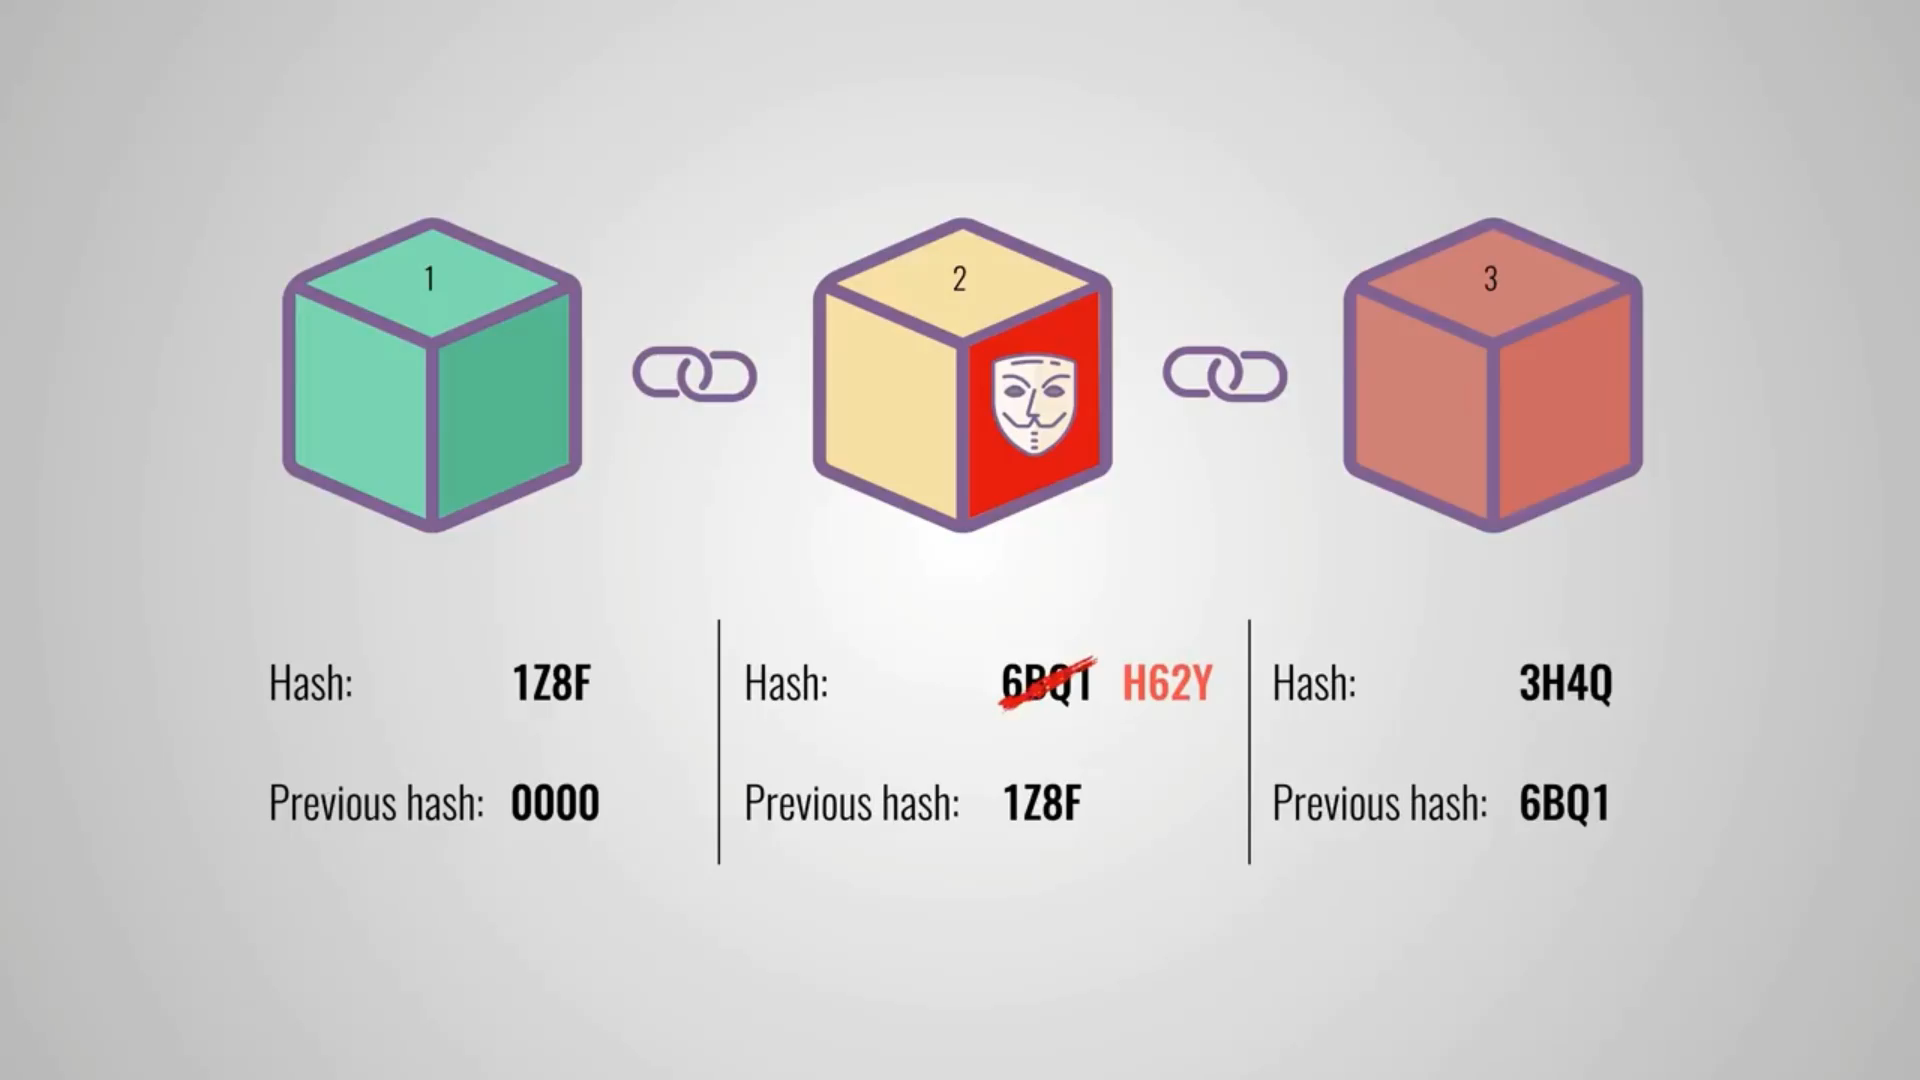 1
2
3
Hash: 1Z8F
Previous hash: 0000
Hash: 6BQ1 H62Y
Previous hash: 1Z8F
Hash: 3H4Q
Previous hash: 6BQ1